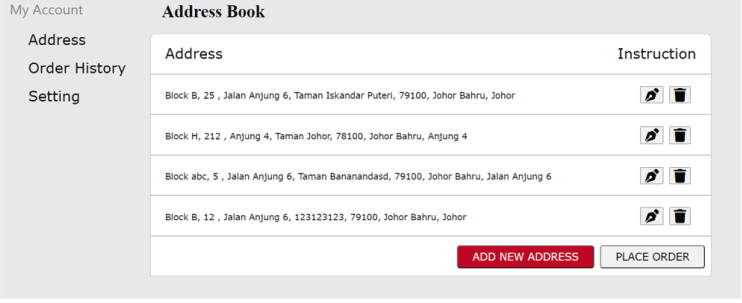 My Account
Address Book
Address
Order History
Setting
Address Instruction
Block B, 25 , Jalan Anjung 6, Taman Iskandar Puteri, 79100, Johor Bahru, Johor
Block H, 212 , Anjung 4, Taman Johor, 78100, Johor Bahru, Anjung 4
Block abc, 5 , Jalan Anjung 6, Taman Bananandasd, 79100, Johor Bahru, Jalan Anjung 6
Block B, 12 , Jalan Anjung 6, 123123123, 79100, Johor Bahru, Johor
ADD NEW ADDRESS PLACE ORDER